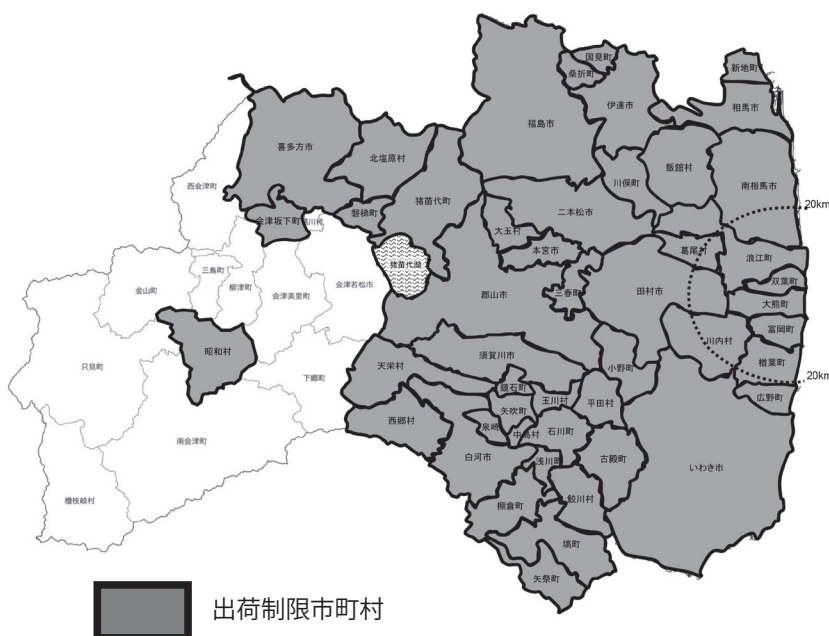 国見町
桑折町
新地町
伊達市
相馬市
福島市
喜多方市
北塩原村
飯舘村
川俣町
南相馬市
西会津町
猪苗代町
20km
二本松市
磐梯町
会津坂下町
湯川村
大玉村
葛尾村
本宮市
浪江町
猪苗代湖
三島町
双葉町
柳津町
会津若松市
金山町
会津美里町
郡山市
三春町
田村市
大熊町
富岡町
川内村
昭和村
須賀川市
楢葉町
只見町
天栄村
小野町
下郷町
20km
鏡石町
玉川村
平田村
広野町
矢吹町
西郷村
泉崎
中島村
石川町
南会津町
古殿町
白河市
浅川町
いわき市
檜枝岐村
鮫川村
棚倉町
塙町
矢祭町
出荷制限市町村